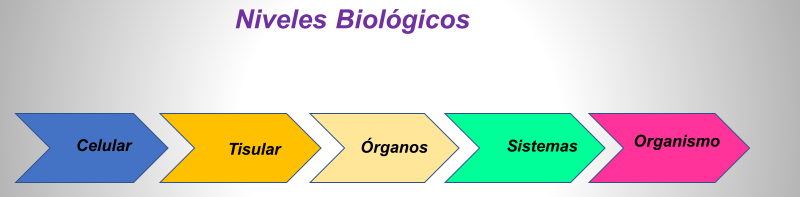 Niveles Biológicos
Celular
Tisular
Órganos
Sistemas
Organismo